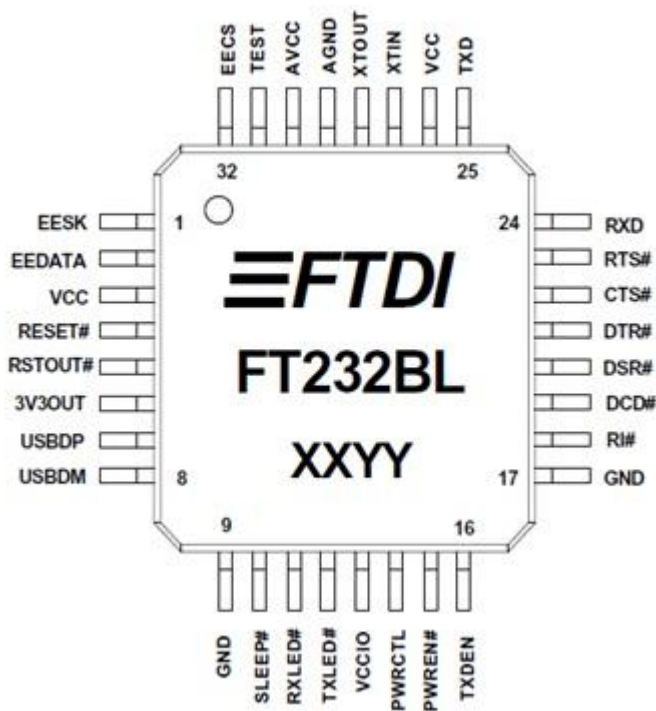 EECS TEST AVCC AGND XTOUT XTIN VCC TXD
32 25
EESK 1 24 RXD
EEDATA RTS#
VCC FTDI CTS#
RESET# DTR#
RSTOUT# FT232BL DSR#
3V3OUT DCD#
USBDP XXYY RI#
USBDM 8 17 GND
9 16
GND SLEEP# RXLED# TXLED# VCCIO PWRCTL PWREN# TXDEN